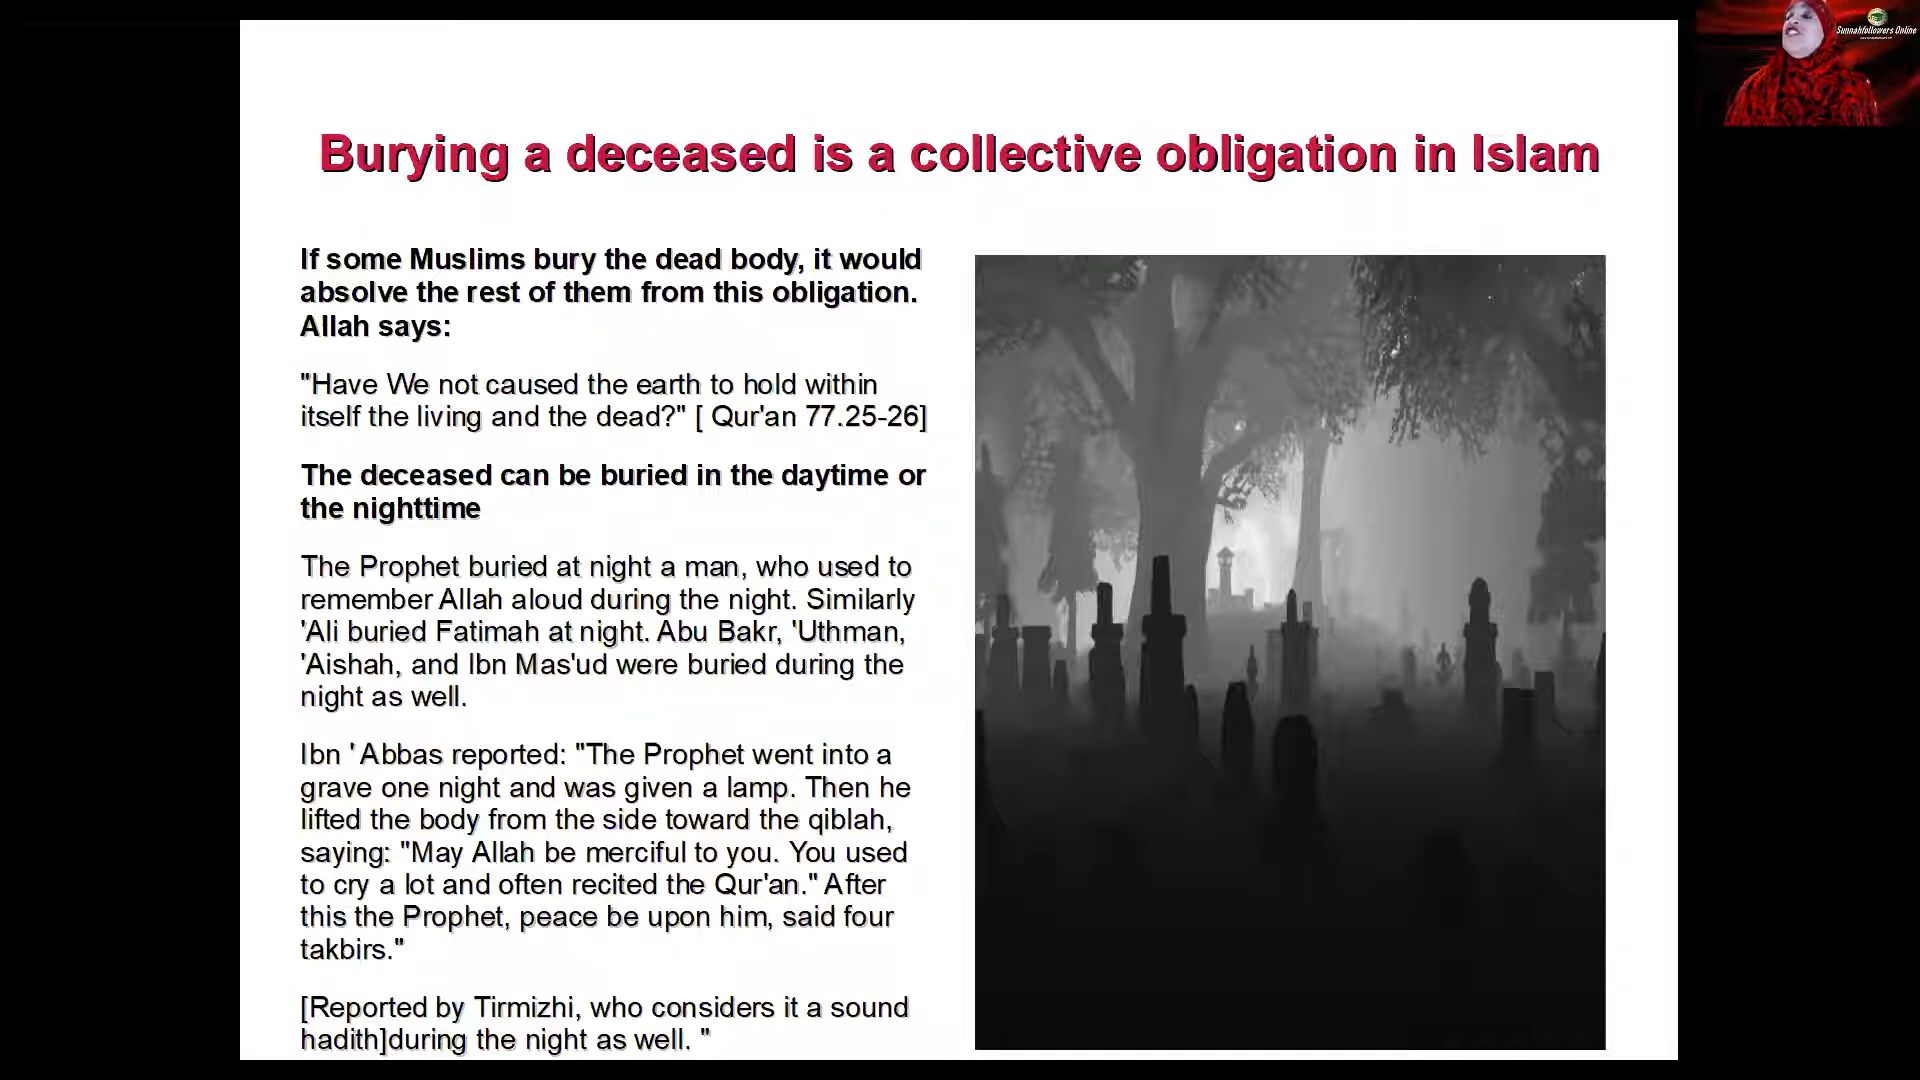 Sunnahfollowers Online
Burying a deceased is a collective obligation in Islam
If some Muslims bury the dead body, it would
absolve the rest of them from this obligation.
Allah says:
"Have We not caused the earth to hold within
itself the living and the dead?" [ Qur'an 77.25-26]
The deceased can be buried in the daytime or
the nighttime
The Prophet buried at night a man, who used to
remember Allah aloud during the night. Similarly
'Ali buried Fatimah at night. Abu Bakr, 'Uthman,
'Aishah, and Ibn Mas'ud were buried during the
night as well.
Ibn ' Abbas reported: "The Prophet went into a
grave one night and was given a lamp. Then he
lifted the body from the side toward the qiblah,
saying: "May Allah be merciful to you. You used
to cry a lot and often recited the Qur'an." After
this the Prophet, peace be upon him, said four
takbirs."
[Reported by Tirmizhi, who considers it a sound
hadith]during the night as well. "